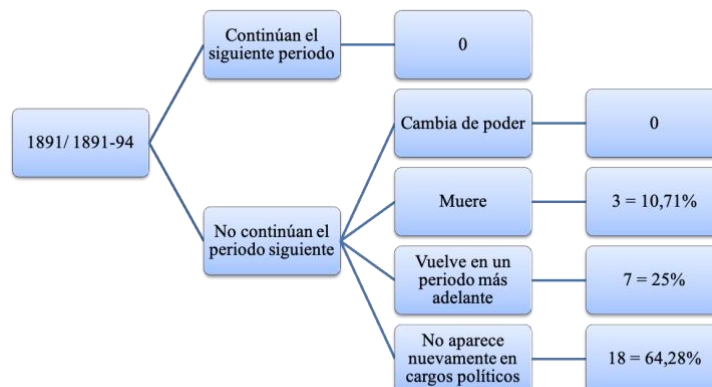 Continúan el
siguiente periodo
0
1891/ 1891-94
Cambia de poder
0
Muere
3 = 10,71%
No continúan el
periodo siguiente
Vuelve en un
periodo más
adelante
7 = 25%
No aparece
nuevamente en
cargos políticos
18 = 64,28%